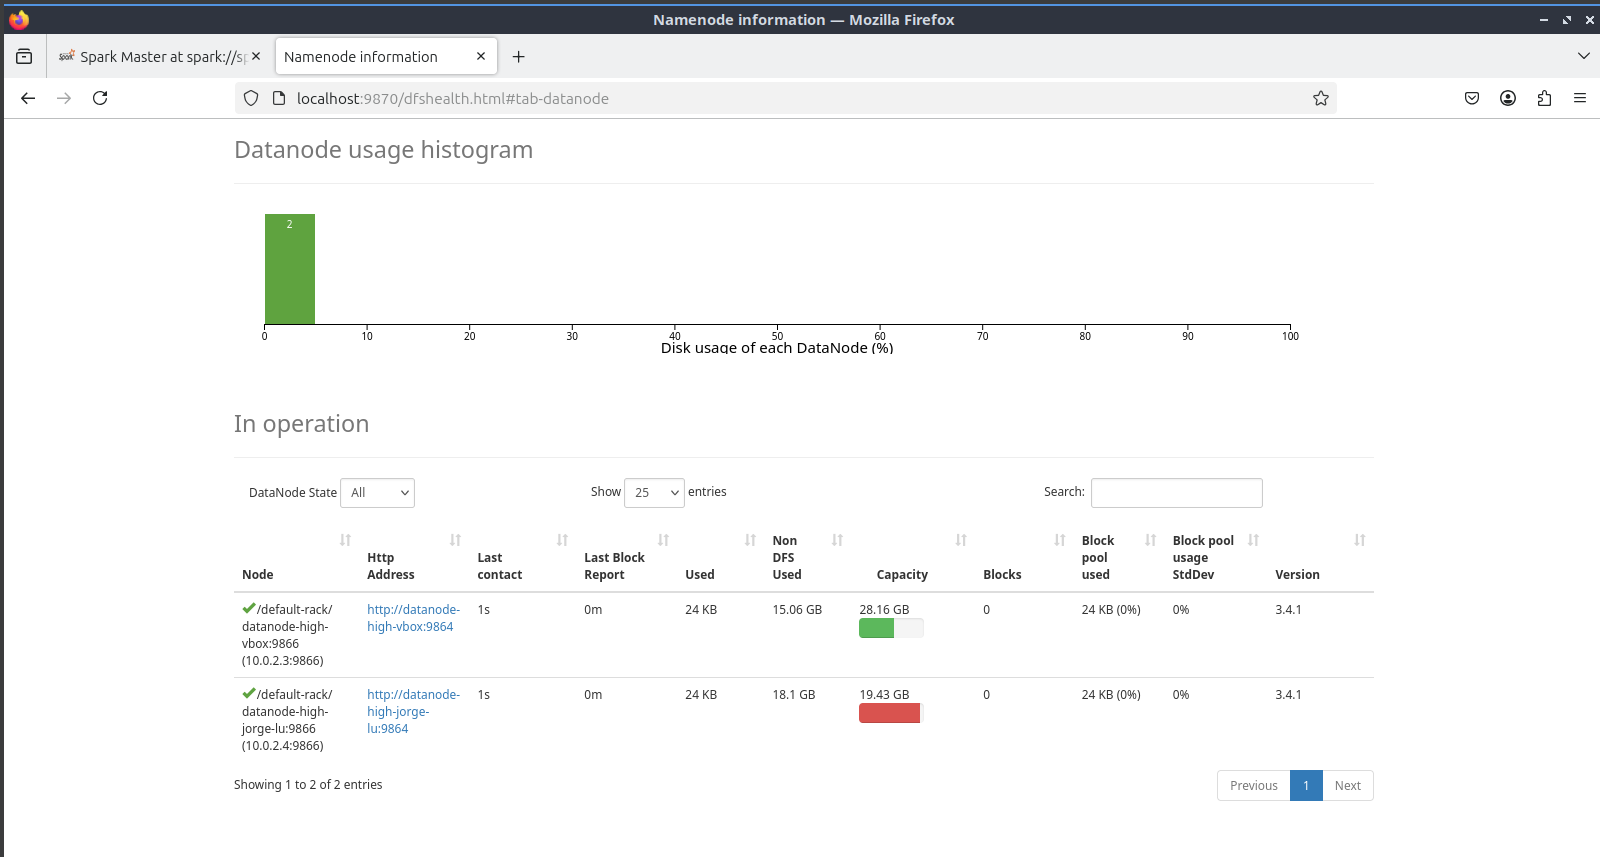 Namenode information — Mozilla Firefox
Spark Master at spark://sp
Namenode information
localhost:9870/dfshealth.html#tab-datanode
Datanode usage histogram
2
0 10 20 30 40 50 60 70 80 90 100
Disk usage of each DataNode (%)
In operation
DataNode State All Show 25 entries Search:
Node Http Address Last contact Last Block Report Used Non DFS Used Capacity Blocks Block pool used Block pool usage StdDev Version
/default-rack/ http://datanode- 1s 0m 24 KB 15.06 GB 28.16 GB 0 24 KB (0%) 0% 3.4.1
datanode-high- high-vbox:9864
vbox:9866
(10.0.2.3:9866)
/default-rack/ http://datanode- 1s 0m 24 KB 18.1 GB 19.43 GB 0 24 KB (0%) 0% 3.4.1
datanode-high- high-jorge-
jorge-lu:9866 lu:9864
(10.0.2.4:9866)
Showing 1 to 2 of 2 entries Previous 1 Next